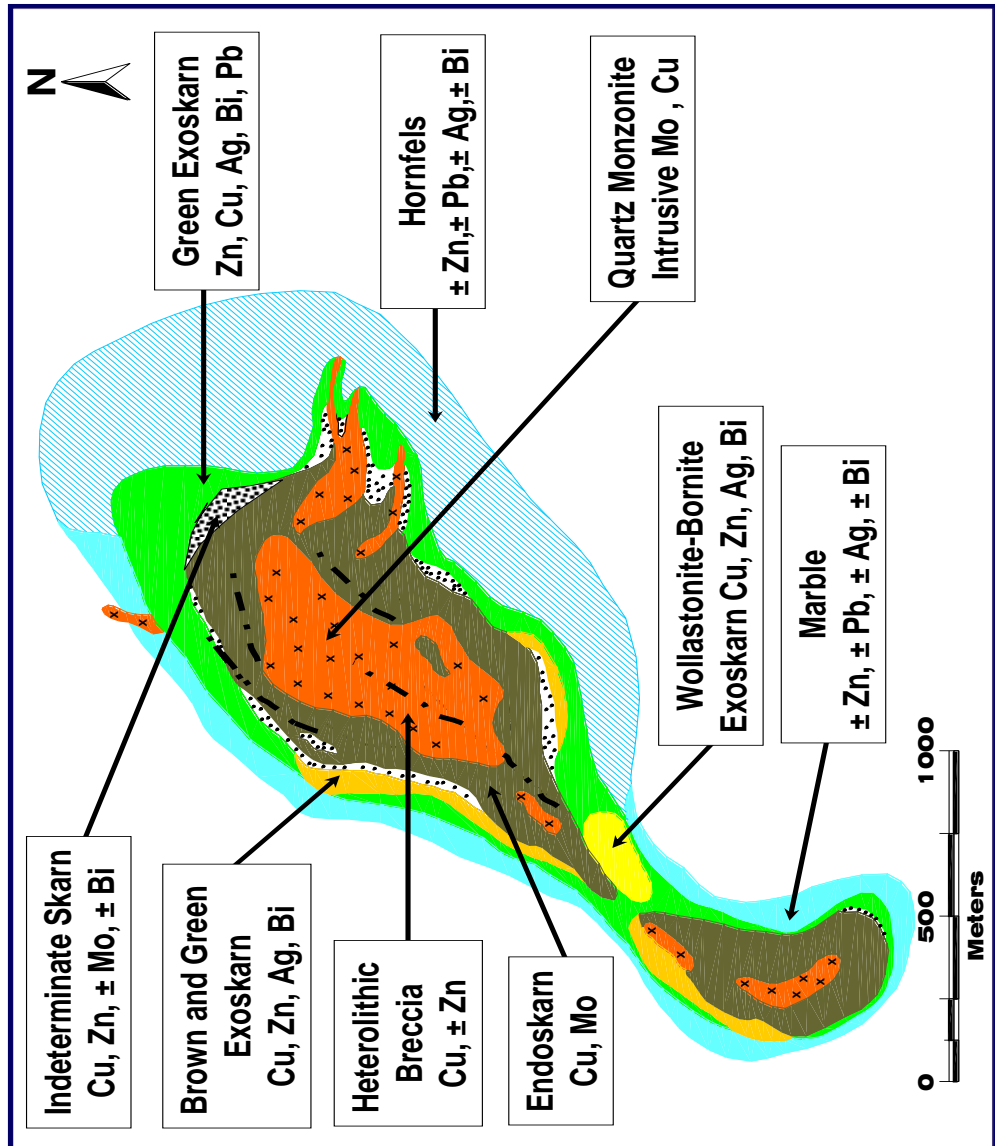 N
Green Exoskarn
Zn, Cu, Ag, Bi, Pb
Hornfels
± Zn,± Pb,± Ag,± Bi
Quartz Monzonite
Intrusive Mo , Cu
Wollastonite-Bornite
Exoskarn Cu, Zn, Ag, Bi
Marble
± Zn, ± Pb, ± Ag, ± Bi
Indeterminate Skarn
Cu, Zn, ± Mo, ± Bi
Brown and Green
Exoskarn
Cu, Zn, Ag, Bi
Heterolithic
Breccia
Cu, ± Zn
Endoskarn
Cu, Mo
0 500 1000
Meters